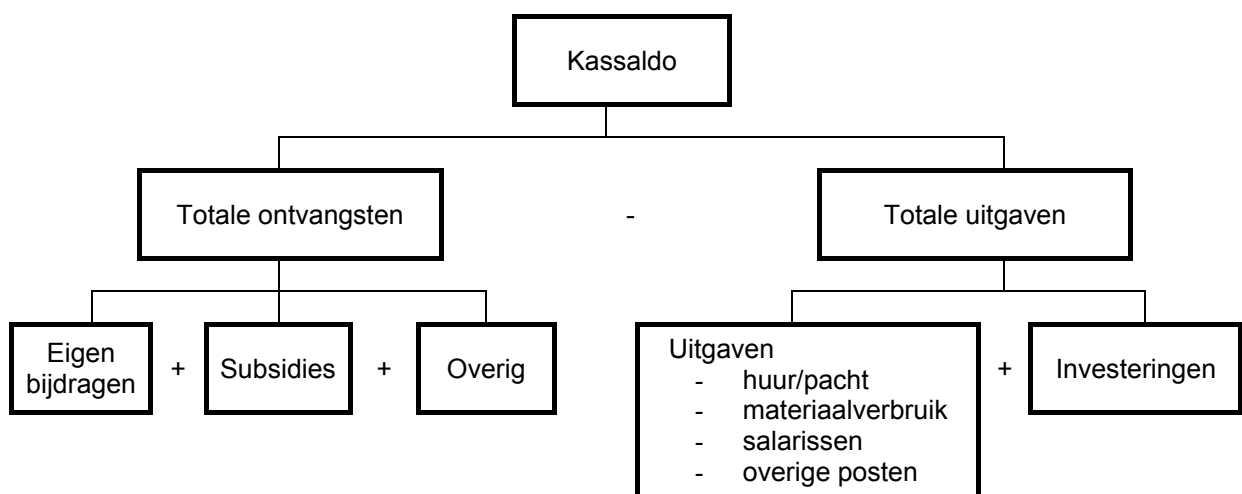 Kassaldo
Totale ontvangsten
-
Totale uitgaven
Eigen
bijdragen
+
Subsidies
+
Overig
Uitgaven
- huur/pacht
- materiaalverbruik
- salarissen
- overige posten
+
Investeringen